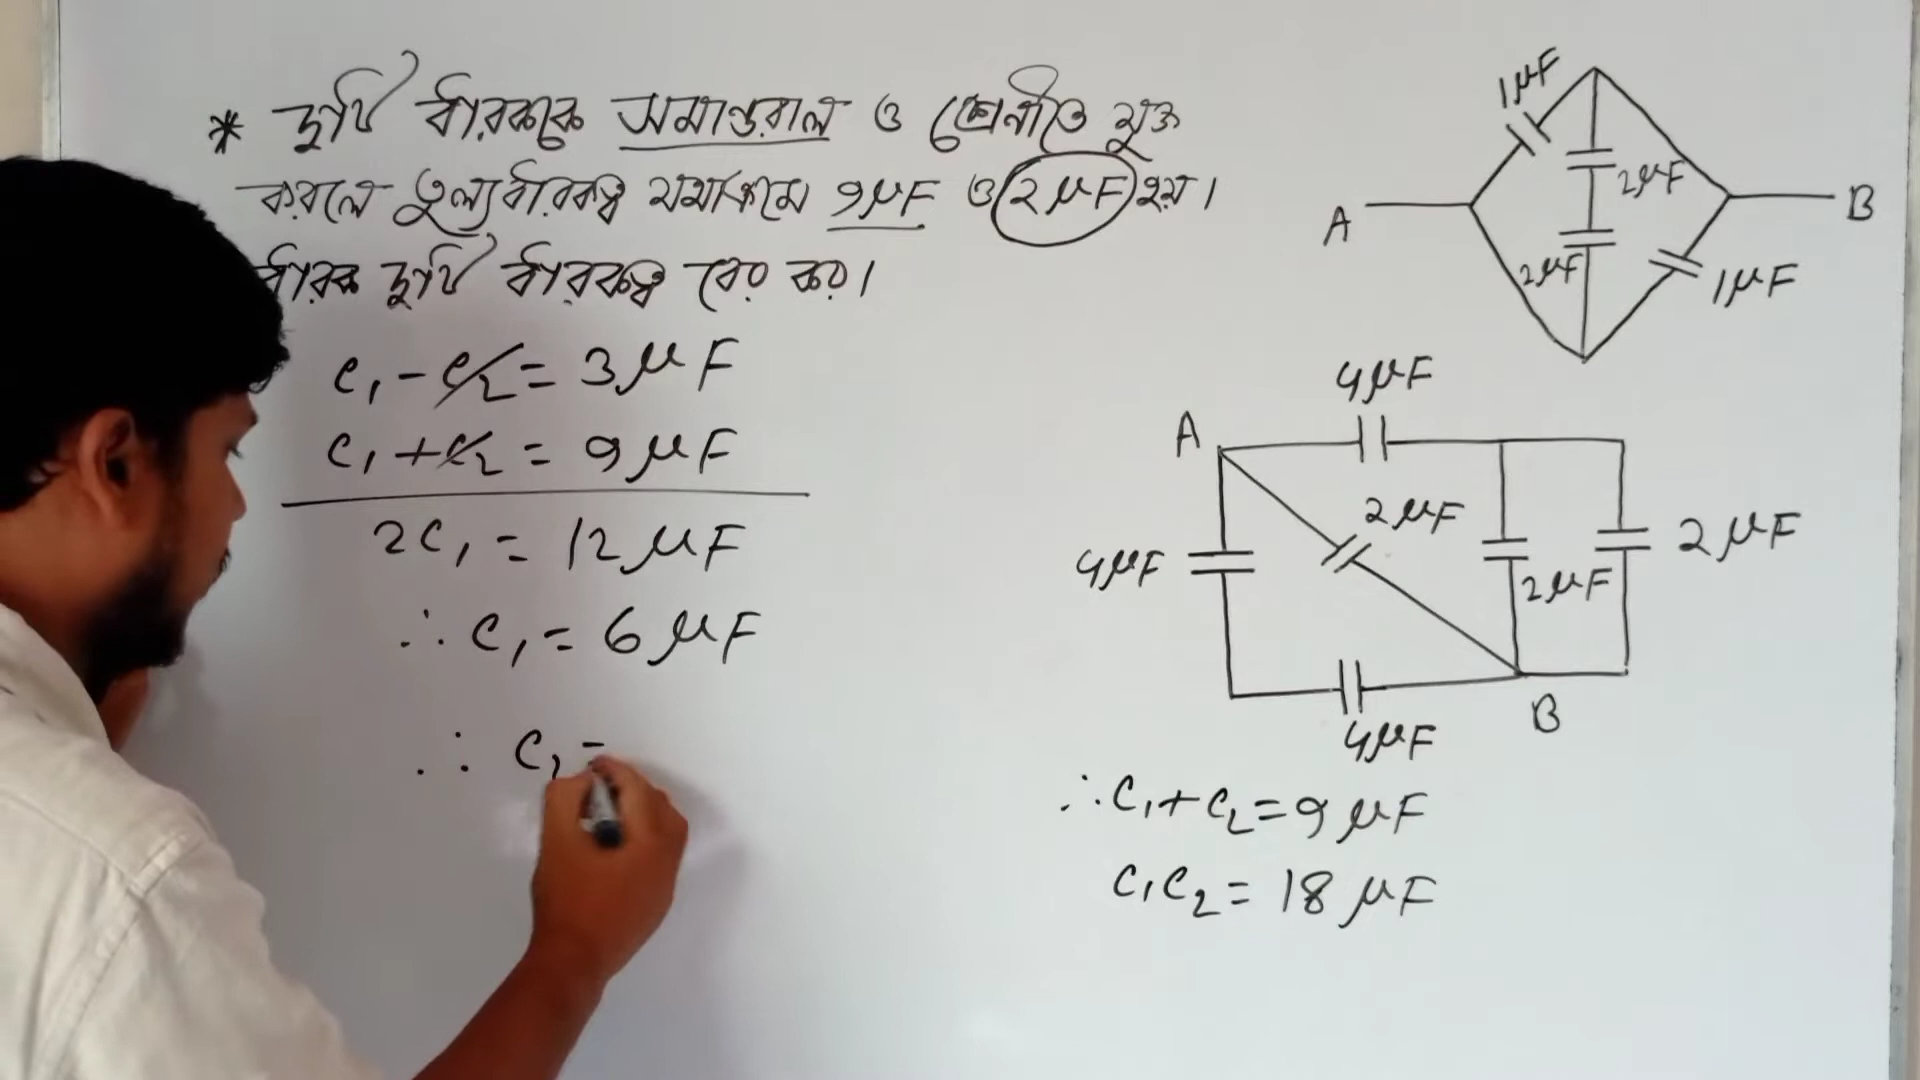 * দুটি ধারককে সমান্তরাল ও শ্রেনীতে যুক্ত
করলে তুল্যধারকত্ব যথাক্রমে 9μF ও 2μF হয়।
ধারক দুটি ধারকত্ব বের কর।
c₁ - c₂ = 3μF
c₁ + c₂ = 9μF
2c₁ = 12μF
∴ c₁ = 6μF
∴ c₂ =
1μF
2μF
A
B
2μF
1μF
4μF
A
2μF
4μF
2μF
2μF
B
4μF
∴ c₁ + c₂ = 9μF
c₁c₂ = 18μF